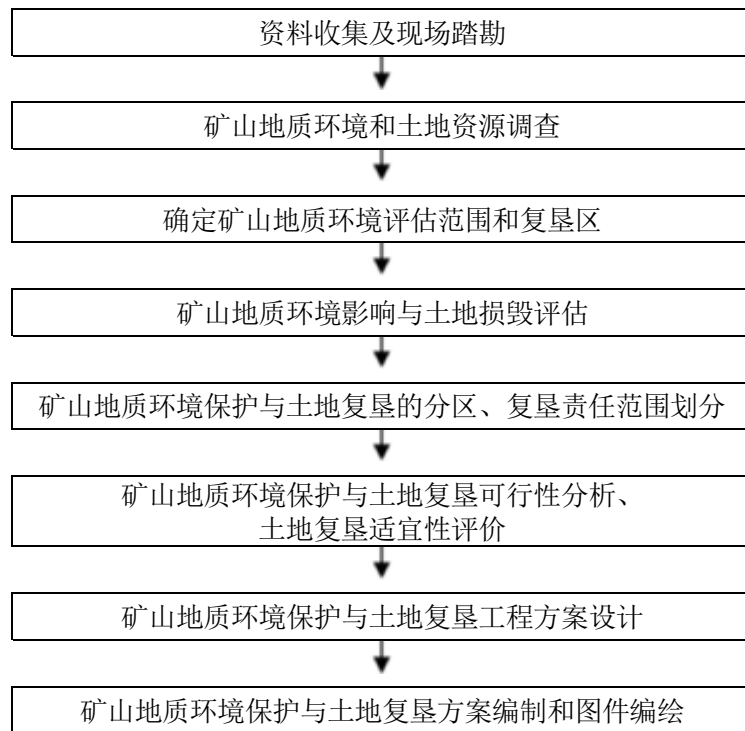 资料收集及现场踏勘
矿山地质环境和土地资源调查
确定矿山地质环境评估范围和复垦区
矿山地质环境影响与土地损毁评估
矿山地质环境保护与土地复垦的分区、复垦责任范围划分
矿山地质环境保护与土地复垦可行性分析、
土地复垦适宜性评价
矿山地质环境保护与土地复垦工程方案设计
矿山地质环境保护与土地复垦方案编制和图件编绘